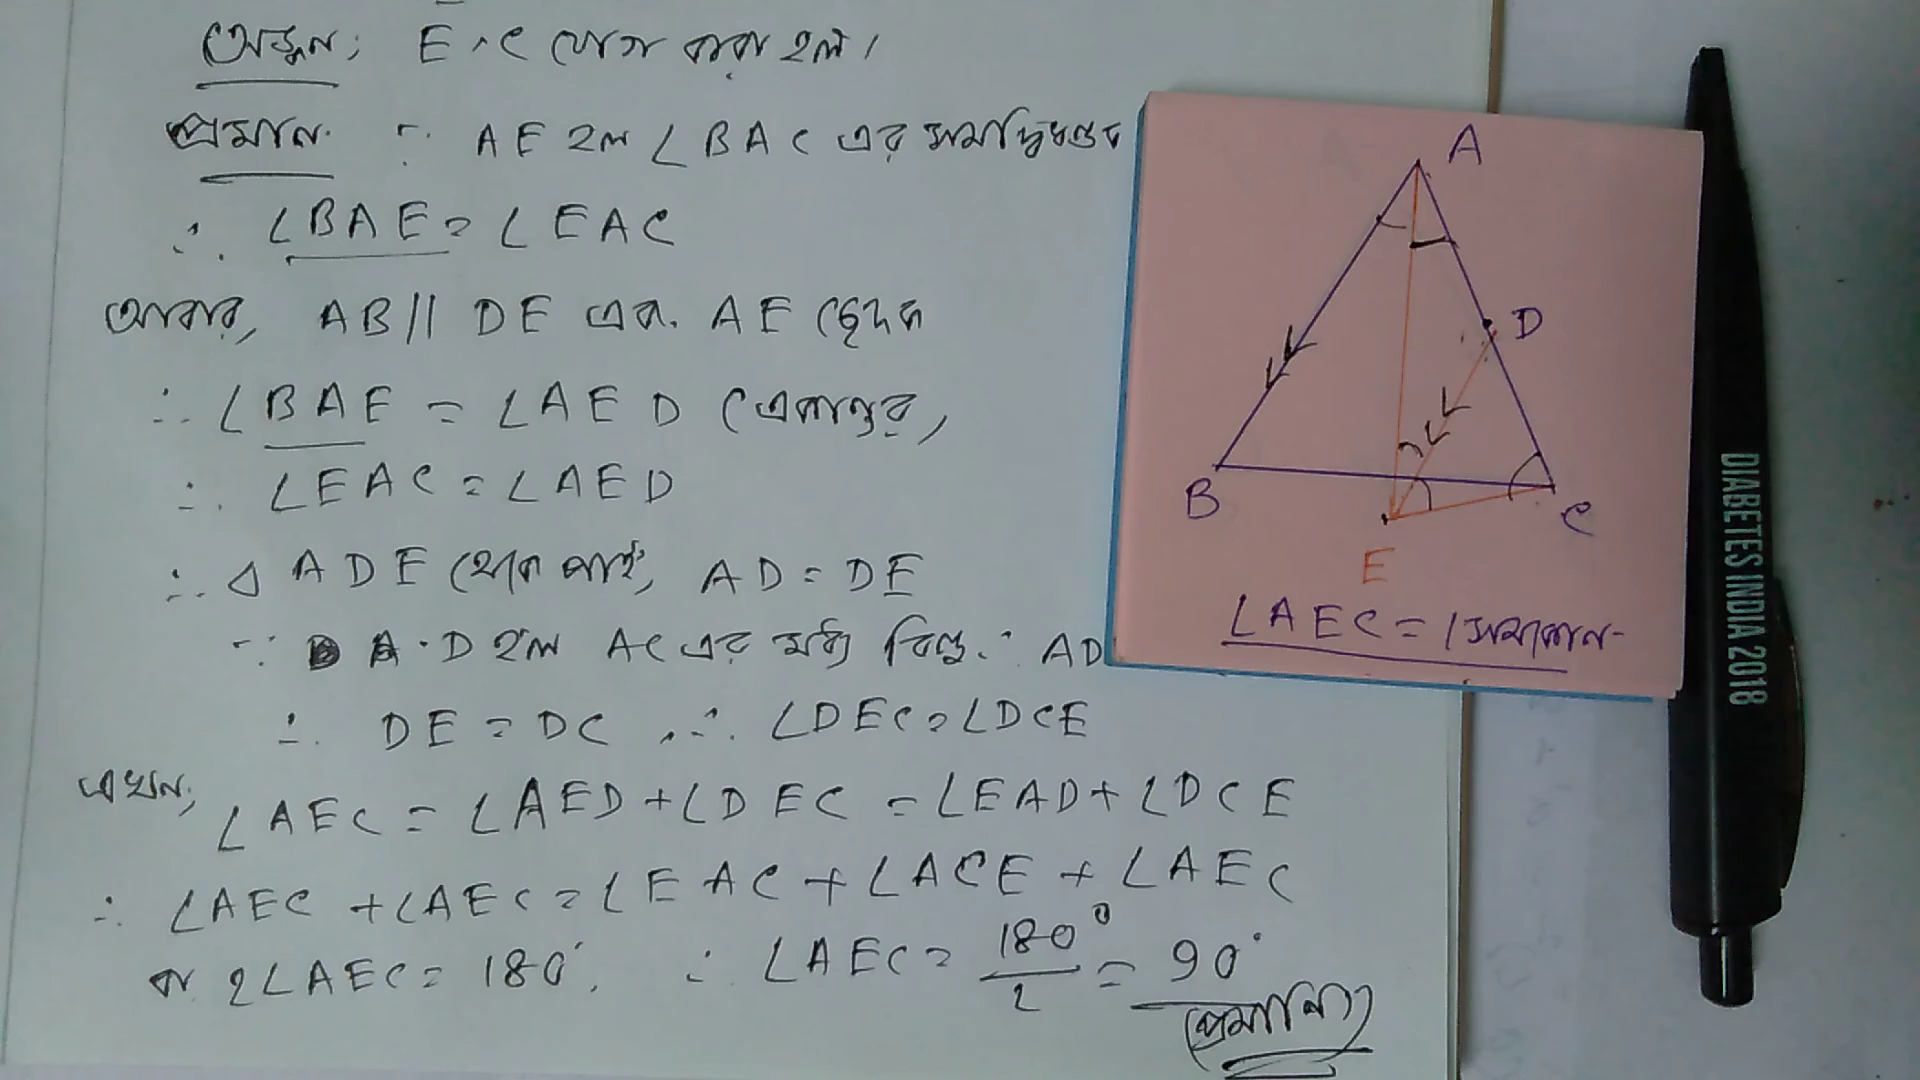 অঙ্কন; E, C যোগ করা হল।
প্রমান ∵ AE হল ∠BAC এর সমদ্বিখণ্ডক
∴ ∠BAE = ∠EAC
আবার, AB || DE এবং AE ছেদক
∴ ∠BAE = ∠AED (একান্তর)
∴ ∠EAC = ∠AED
∴ △ADE থেকে পাই, AD = DE
∵ D হল AC এর মধ্য বিন্দু ∴ AD
∴ DE = DC ∴ ∠DEC = ∠DCE
এখন, ∠AEC = ∠AED + ∠DEC = ∠EAD + ∠DCE
∴ ∠AEC + ∠AEC = ∠EAC + ∠ACE + ∠AEC
বা 2∠AEC = 180° ∴ ∠AEC = 180°/2 = 90°
(প্রমানিত)
A
D
B
C
E
∠AEC = 1 সমকোন
DIABETES INDIA 2018